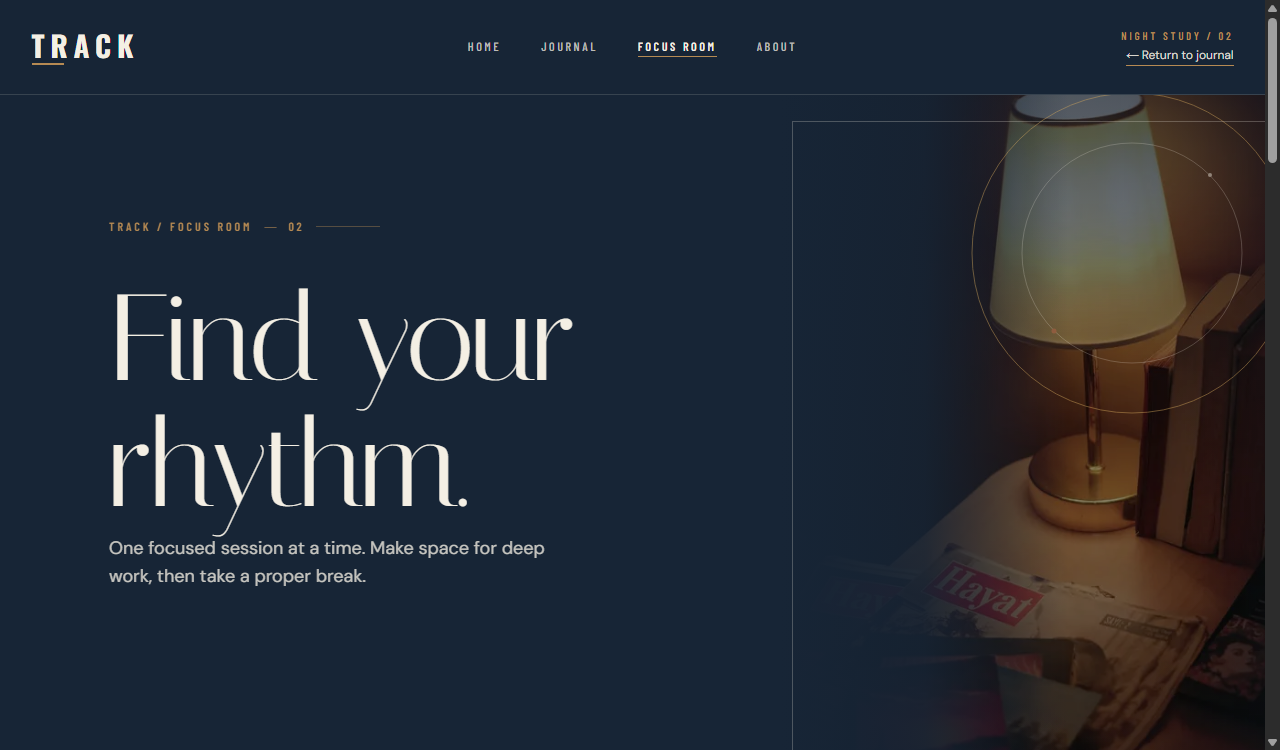 TRACK
HOME
JOURNAL
FOCUS ROOM
ABOUT
NIGHT STUDY / 02
← Return to journal
TRACK / FOCUS ROOM — 02
Find your
rhythm.
One focused session at a time. Make space for deep
work, then take a proper break.
Hayat